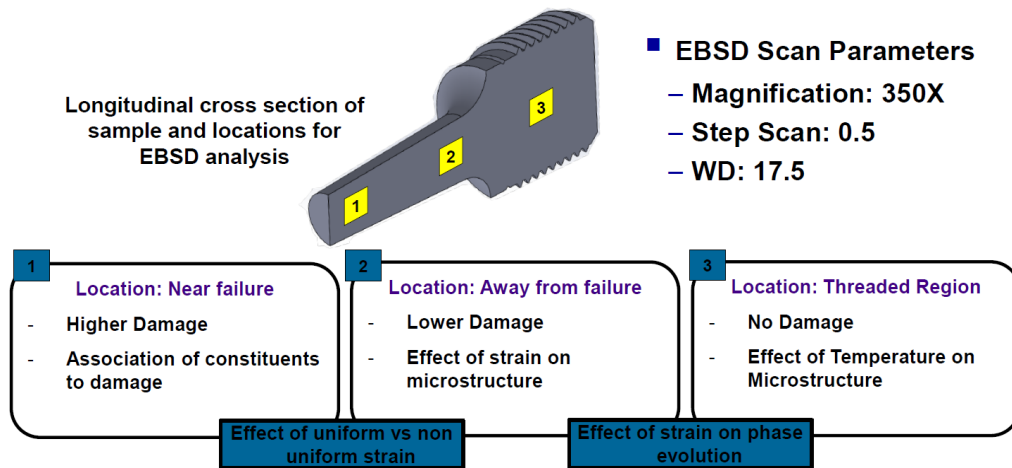 Longitudinal cross section of
sample and locations for
EBSD analysis
1
2
3
■ EBSD Scan Parameters
– Magnification: 350X
– Step Scan: 0.5
– WD: 17.5
1
Location: Near failure
- Higher Damage
- Association of constituents
to damage
2
Location: Away from failure
- Lower Damage
- Effect of strain on
microstructure
3
Location: Threaded Region
- No Damage
- Effect of Temperature on
Microstructure
Effect of uniform vs non
uniform strain
Effect of strain on phase
evolution